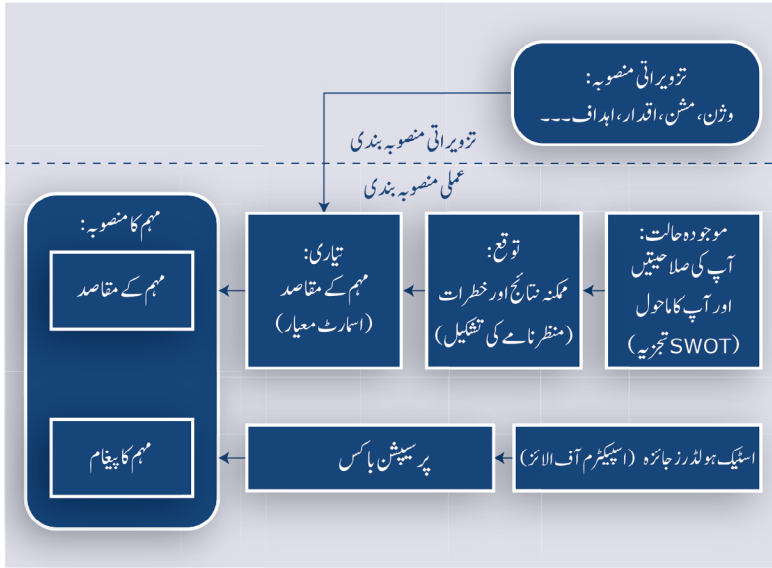 تزویراتی منصوبہ:
وژن، مشن، اقدار، اہداف۔۔۔
تزویراتی منصوبہ بندی
عملی منصوبہ بندی
موجودہ حالت:
آپ کی صلاحیتیں
اور آپ کا ماحول
(SWOT تجزیہ)
توقع:
ممکنہ نتائج اور خطرات
(منظرنامے کی تشکیل)
تیاری:
مہم کے مقاصد
(اسمارٹ معیار)
مہم کا منصوبہ:
مہم کے مقاصد
اسٹیک ہولڈرز جائزہ (اسپیکٹرم آف الائز)
پرسیپشن باکس
مہم کا پیغام